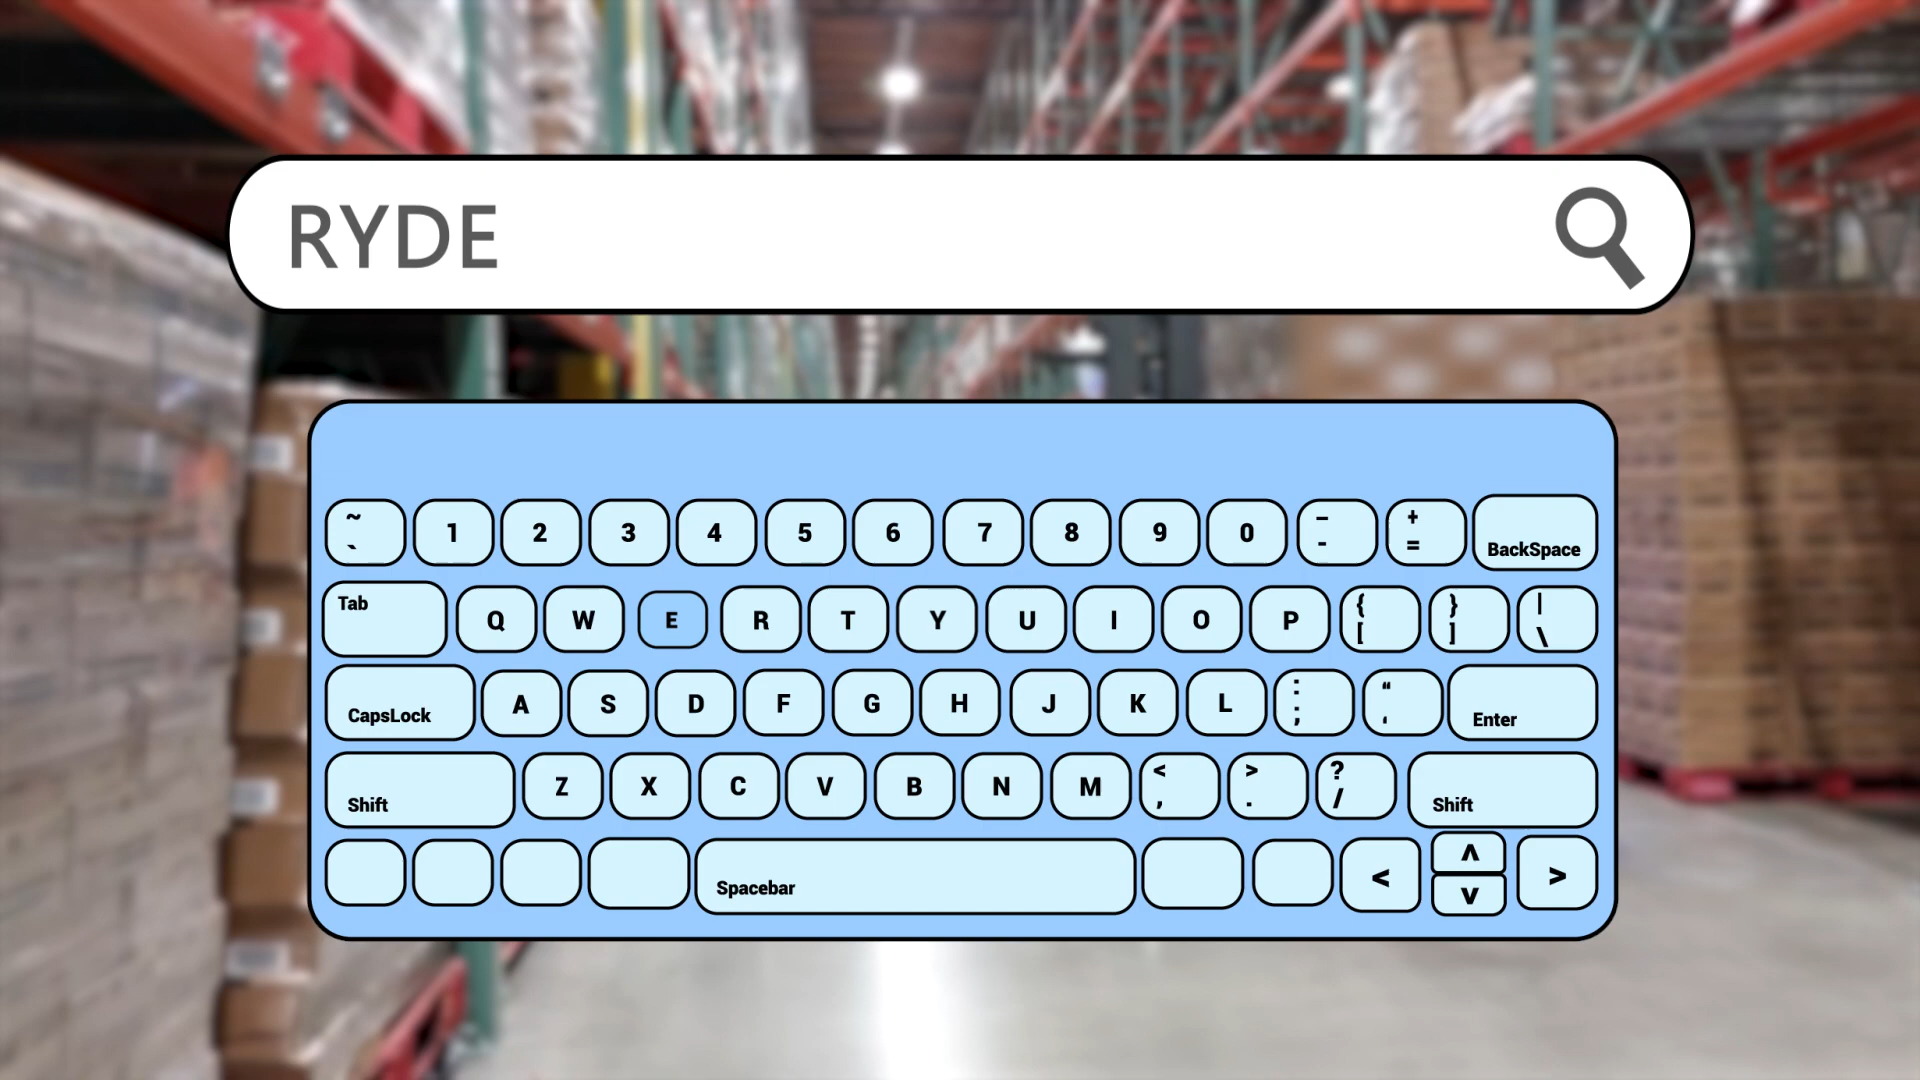 RYDE
~ 1 2 3 4 5 6 7 8 9 0 – +
` - = BackSpace
Tab Q W E R T Y U I O P { } |
[ ] \
CapsLock A S D F G H J K L : “ Enter
; ‘
Shift Z X C V B N M < > ? Shift
, . /
Spacebar < ʌ v >